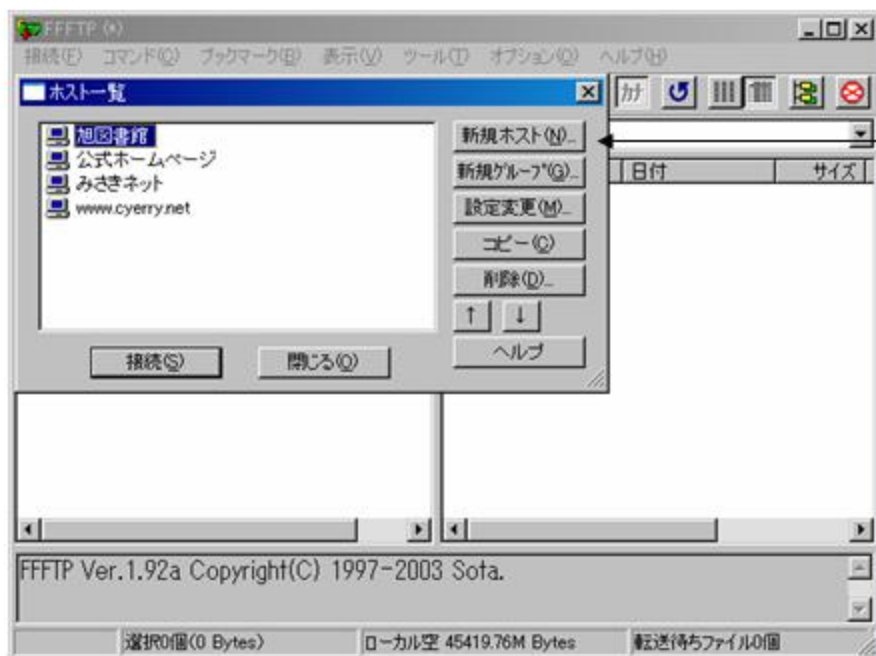 FFFTP (*)
接続(F) コマンド(C) ブックマーク(B) 表示(V) ツール(T) オプション(O) ヘルプ(H)
ホスト一覧
カナ
旭図書館
公式ホームページ
みさきネット
www.cyerry.net
新規ホスト(N)...
新規グループ(G)...
設定変更(M)...
コピー(C)
削除(D)...
↑ ↓
ヘルプ
接続(S) 閉じる(O)
日付 サイズ
FFFTP Ver.1.92a Copyright(C) 1997-2003 Sota.
選択0個(0 Bytes) ローカル空 45419.76M Bytes 転送待ちファイル0個